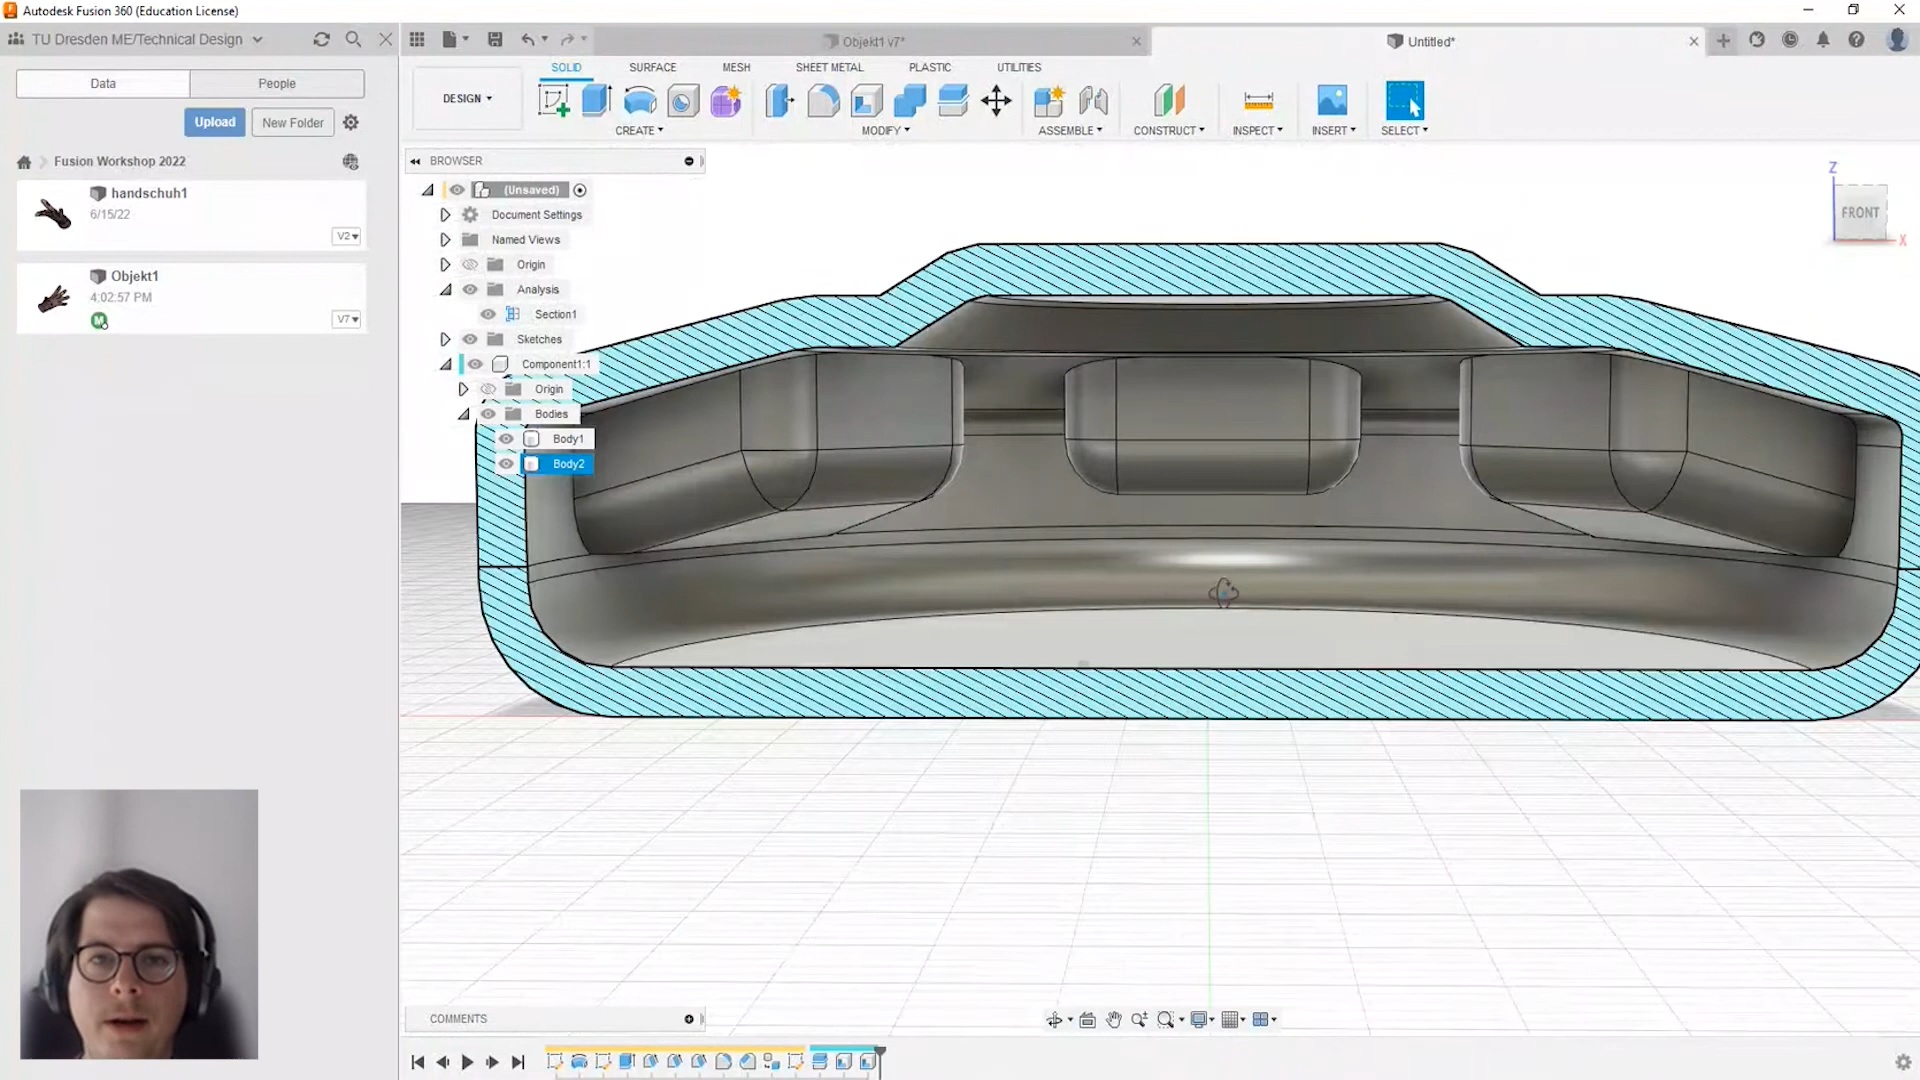 Autodesk Fusion 360 (Education License)
TU Dresden ME/Technical Design
Objekt1 v7*
Untitled*
Data
People
Upload
New Folder
Fusion Workshop 2022
handschuh1
6/15/22
V2
Objekt1
4:02:57 PM
M
V7
DESIGN
SOLID
SURFACE
MESH
SHEET METAL
PLASTIC
UTILITIES
CREATE
MODIFY
ASSEMBLE
CONSTRUCT
INSPECT
INSERT
SELECT
BROWSER
(Unsaved)
Document Settings
Named Views
Origin
Analysis
Section1
Sketches
Component1:1
Origin
Bodies
Body1
Body2
Z
FRONT
X
COMMENTS